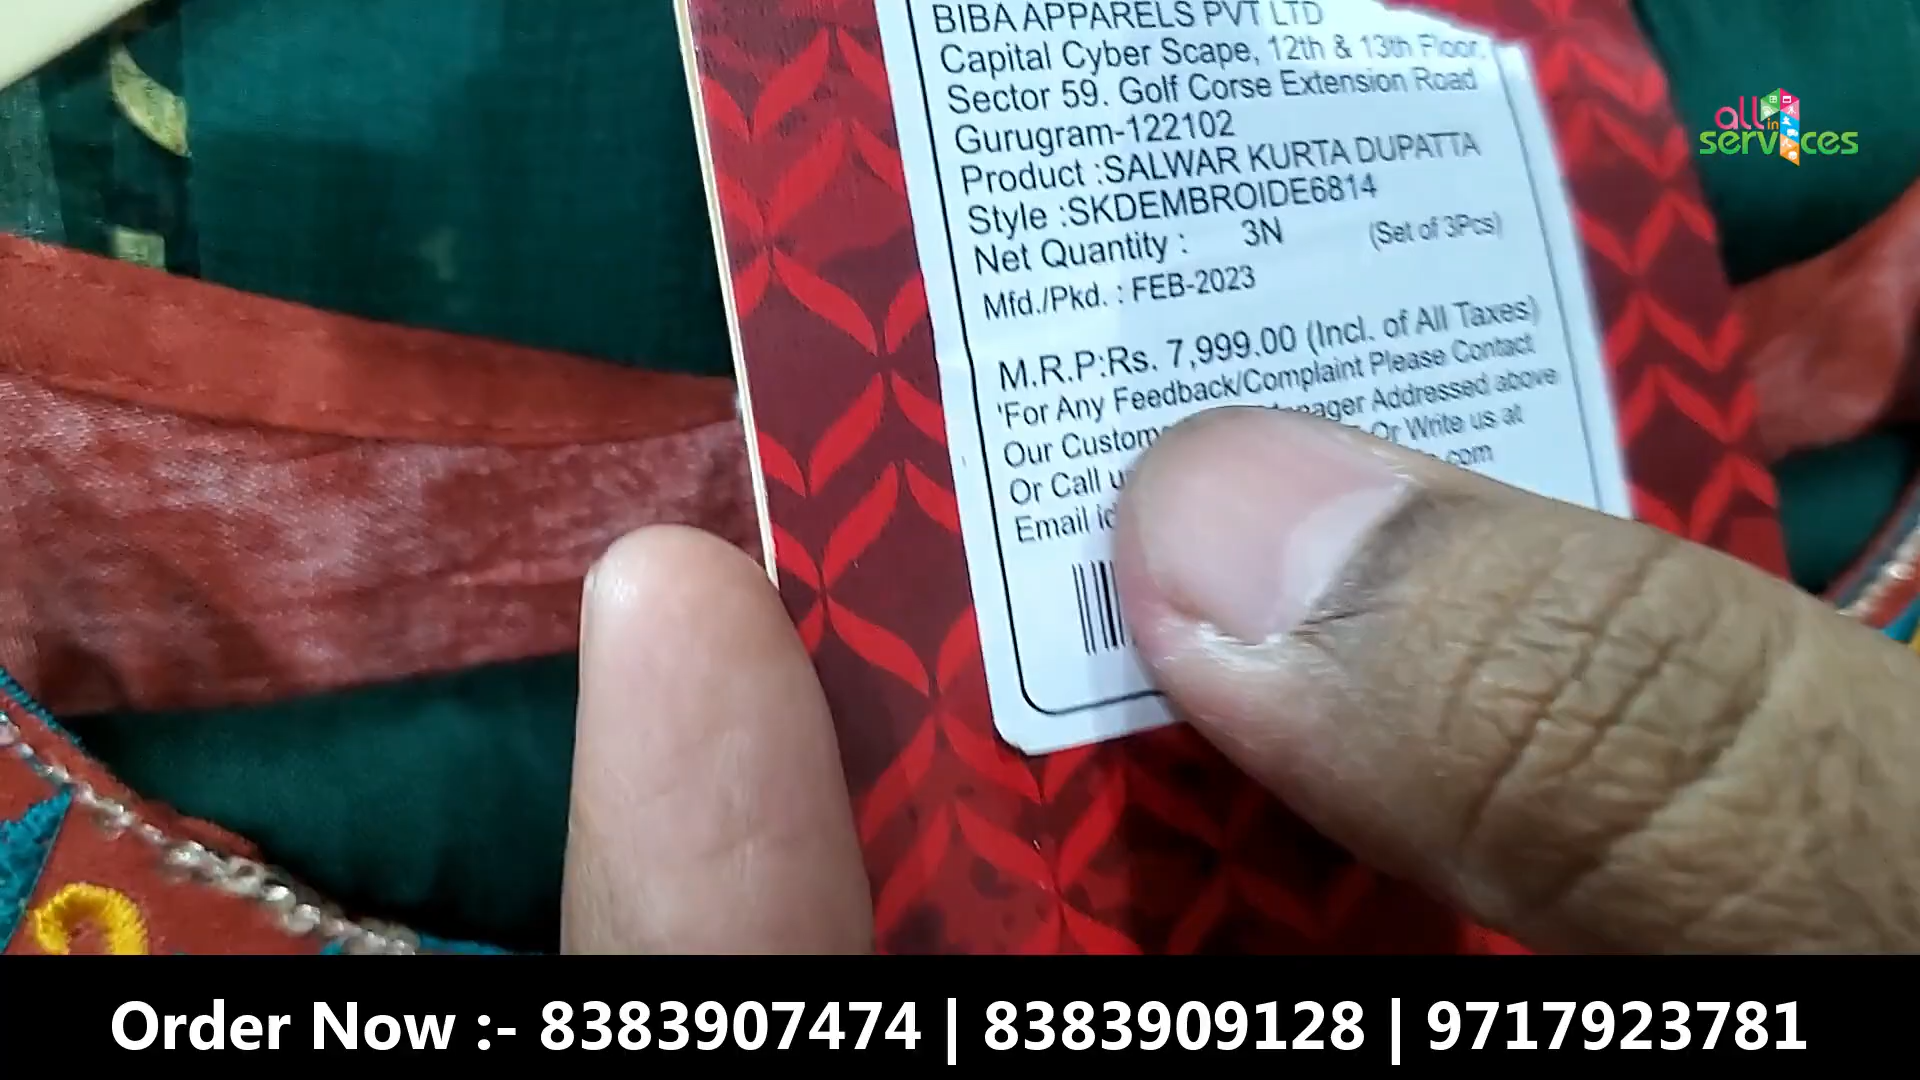 BIBA APPARELS PVT LTD
Capital Cyber Scape, 12th & 13th Floor,
Sector 59. Golf Corse Extension Road
Gurugram-122102
Product :SALWAR KURTA DUPATTA
Style :SKDEMBROIDE6814
Net Quantity : 3N (Set of 3Pcs)
Mfd./Pkd. : FEB-2023
M.R.P:Rs. 7,999.00 (Incl. of All Taxes)
'For Any Feedback/Complaint Please Contact
Our Addressed above
Or Call Or Write us at
Email id .com
all in services
Order Now :- 8383907474 | 8383909128 | 9717923781